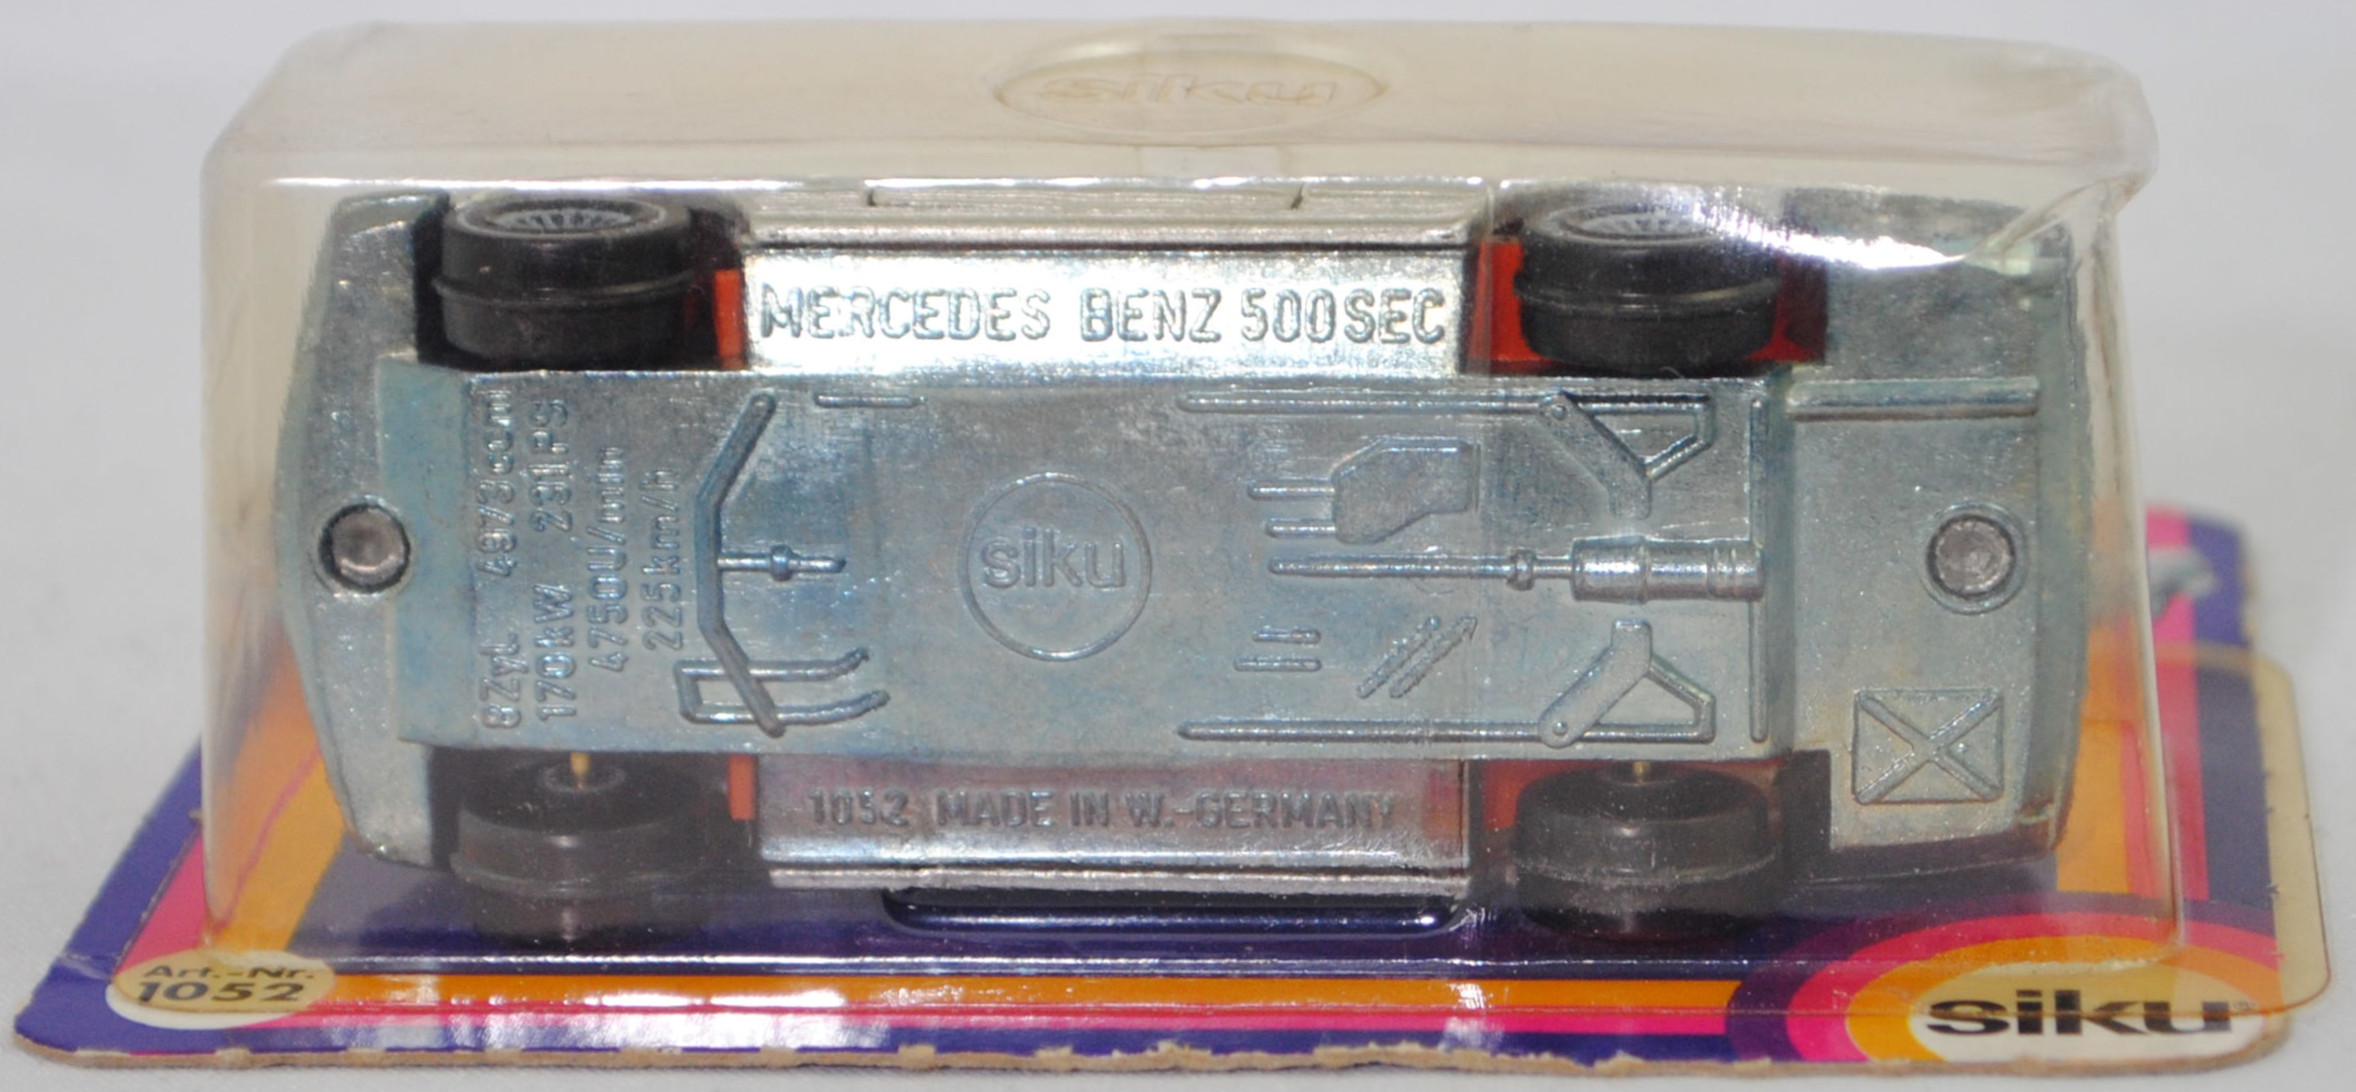 siku
MERCEDES BENZ 500SEC
8Zyl. 4973ccm
170kW 231PS
4750U/min
225km/h
siku
1052 MADE IN W.-GERMANY
Art.-Nr.
1052
siku